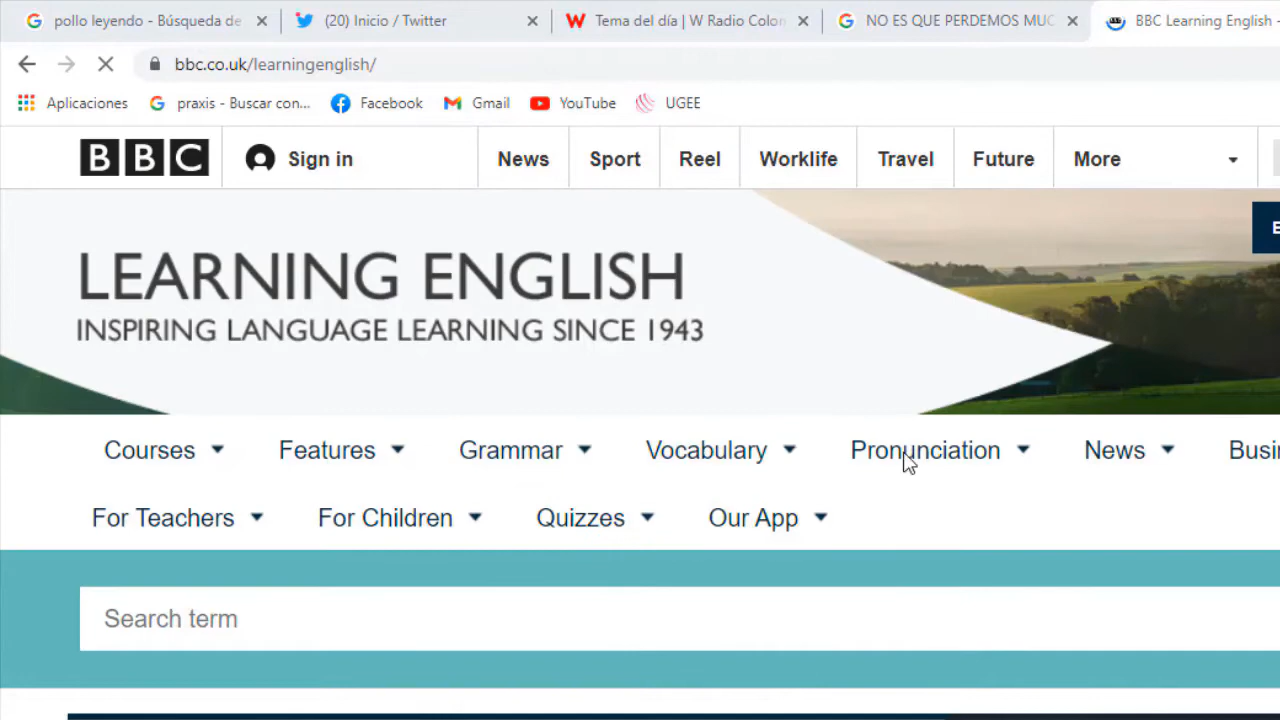 pollo leyendo - Búsqueda de
(20) Inicio / Twitter
Tema del día | W Radio Colon
NO ES QUE PERDEMOS MUC
BBC Learning English -
bbc.co.uk/learningenglish/
Aplicaciones
praxis - Buscar con...
Facebook
Gmail
YouTube
UGEE
BBC
Sign in
News
Sport
Reel
Worklife
Travel
Future
More
LEARNING ENGLISH
INSPIRING LANGUAGE LEARNING SINCE 1943
Courses
Features
Grammar
Vocabulary
Pronunciation
News
Busi
For Teachers
For Children
Quizzes
Our App
Search term